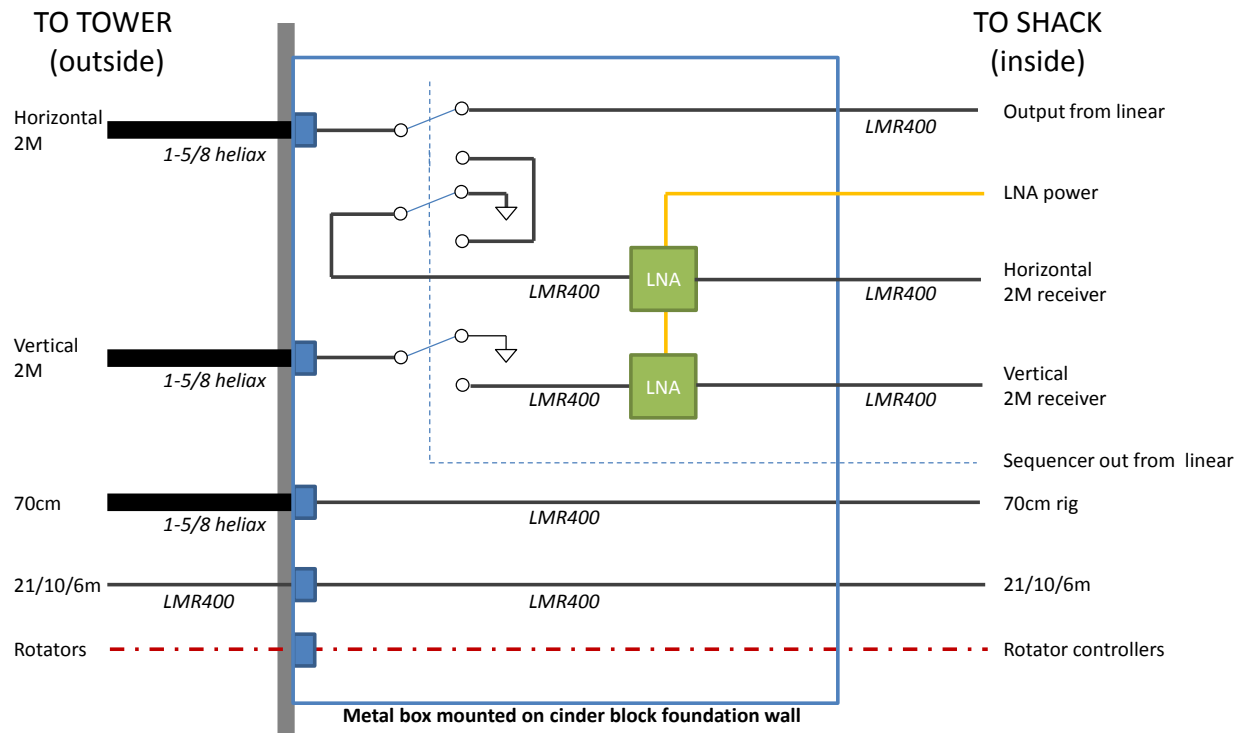 TO TOWER
(outside)
TO SHACK
(inside)
Horizontal
2M
1-5/8 heliax
LMR400
Output from linear
LNA power
LNA
LMR400
LMR400
Horizontal
2M receiver
Vertical
2M
1-5/8 heliax
LNA
LMR400
LMR400
Vertical
2M receiver
Sequencer out from linear
70cm
1-5/8 heliax
LMR400
70cm rig
21/10/6m
LMR400
LMR400
21/10/6m
Rotators
Rotator controllers
Metal box mounted on cinder block foundation wall